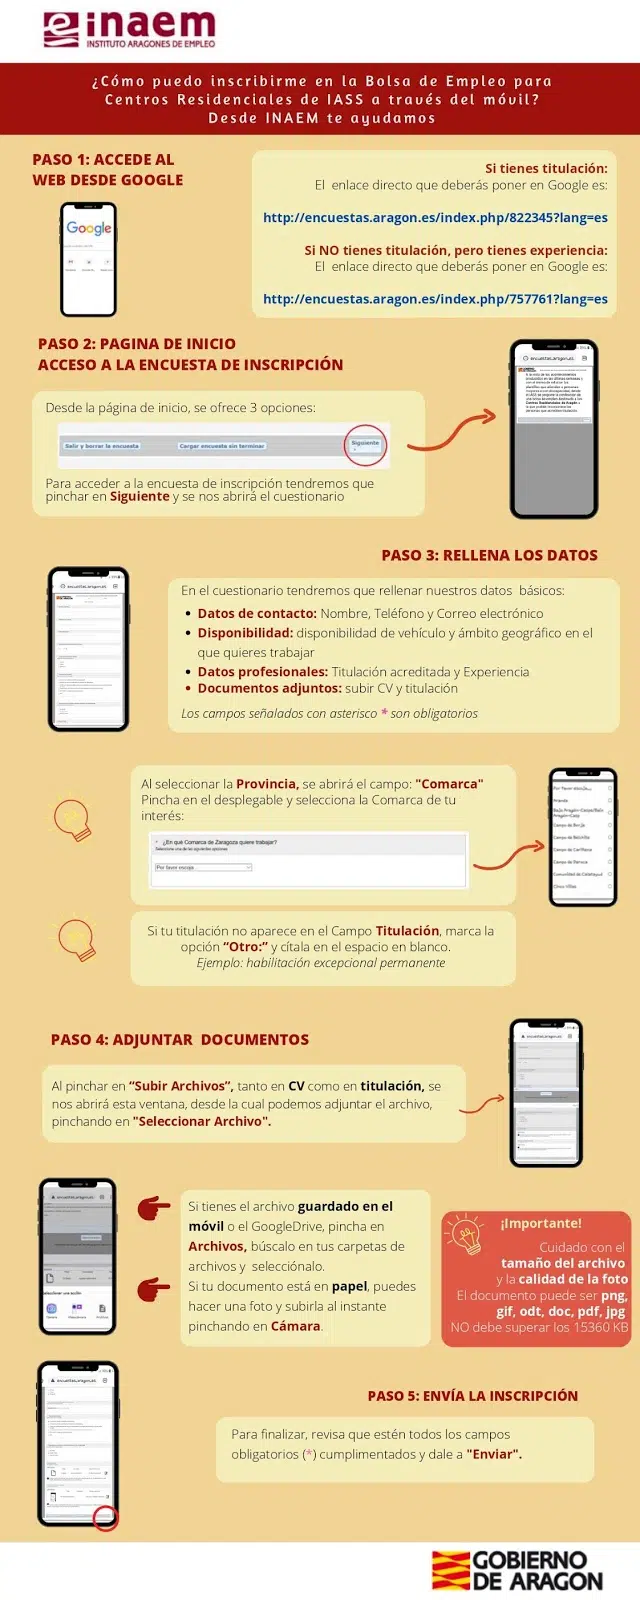 inaem
INSTITUTO ARAGONES DE EMPLEO
¿Cómo puedo inscribirme en la Bolsa de Empleo para
Centros Residenciales de IASS a través del móvil?
Desde INAEM te ayudamos
PASO 1: ACCEDE AL
WEB DESDE GOOGLE
Google
Si tienes titulación:
El enlace directo que deberás poner en Google es:
http://encuestas.aragon.es/index.php/822345?lang=es
Si NO tienes titulación, pero tienes experiencia:
El enlace directo que deberás poner en Google es:
http://encuestas.aragon.es/index.php/757761?lang=es
PASO 2: PAGINA DE INICIO
ACCESO A LA ENCUESTA DE INSCRIPCIÓN
Desde la página de inicio, se ofrece 3 opciones:
Salir y borrar la encuesta
Cargar encuesta sin terminar
Siguiente
Para acceder a la encuesta de inscripción tendremos que
pinchar en Siguiente y se nos abrirá el cuestionario
encuestas.aragon.es
PASO 3: RELLENA LOS DATOS
encuestas.aragon.es
En el cuestionario tendremos que rellenar nuestros datos básicos:
• Datos de contacto: Nombre, Teléfono y Correo electrónico
• Disponibilidad: disponibilidad de vehículo y ámbito geográfico en el
que quieres trabajar
• Datos profesionales: Titulación acreditada y Experiencia
• Documentos adjuntos: subir CV y titulación
Los campos señalados con asterisco * son obligatorios
Al seleccionar la Provincia, se abrirá el campo: "Comarca"
Pincha en el desplegable y selecciona la Comarca de tu
interés:
* ¿En qué Comarca de Zaragoza quiere trabajar?
Seleccione una de las siguientes opciones
Por favor escoja...
Por favor escoja...
Aranda
Bajo Aragón-Caspe/Baix
Aragón-Casp
Campo de Borja
Campo de Belchite
Campo de Cariñena
Campo de Daroca
Comunidad de Calatayud
Cinco Villas
Si tu titulación no aparece en el Campo Titulación, marca la
opción “Otro:” y cítala en el espacio en blanco.
Ejemplo: habilitación excepcional permanente
PASO 4: ADJUNTAR DOCUMENTOS
Al pinchar en “Subir Archivos”, tanto en CV como en titulación, se
nos abrirá esta ventana, desde la cual podemos adjuntar el archivo,
pinchando en "Seleccionar Archivo".
encuestas.aragon.es
encuestas.aragon.es
Si tienes el archivo guardado en el
móvil o el GoogleDrive, pincha en
Archivos, búscalo en tus carpetas de
archivos y selecciónalo.
Si tu documento está en papel, puedes
hacer una foto y subirla al instante
pinchando en Cámara.
¡Importante!
Cuidado con el
tamaño del archivo
y la calidad de la foto
El documento puede ser png,
gif, odt, doc, pdf, jpg
NO debe superar los 15360 KB
encuestas.aragon.es
PASO 5: ENVÍA LA INSCRIPCIÓN
Para finalizar, revisa que estén todos los campos
obligatorios (*) cumplimentados y dale a "Enviar".
GOBIERNO
DE ARAGON